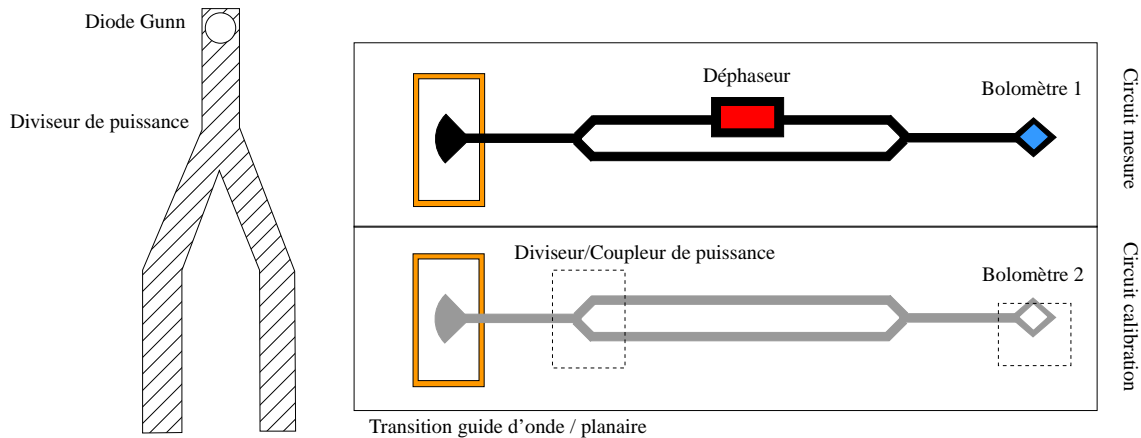 Diode Gunn
Diviseur de puissance
Déphaseur
Bolomètre 1
Circuit mesure
Diviseur/Coupleur de puissance
Bolomètre 2
Circuit calibration
Transition guide d'onde / planaire